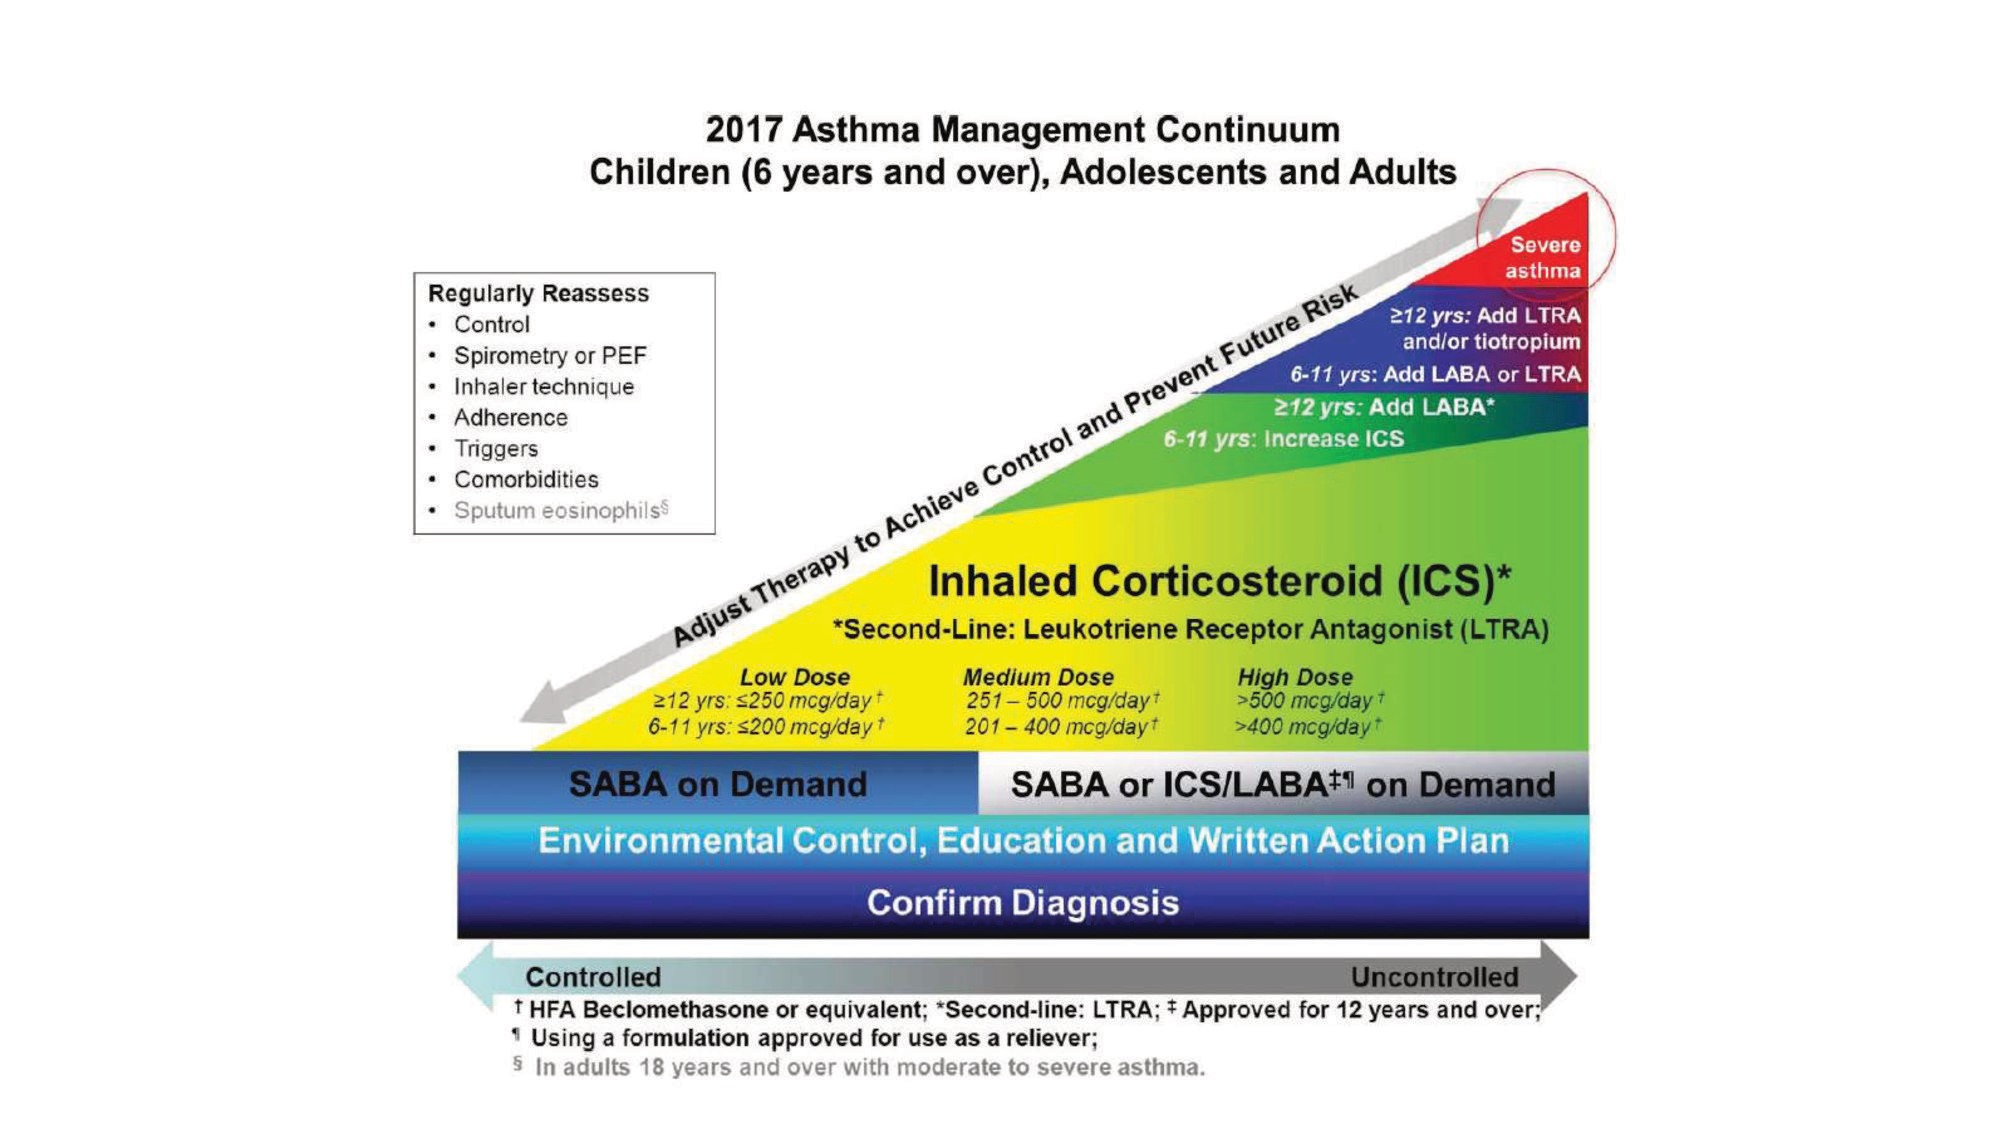 2017 Asthma Management Continuum
Children (6 years and over), Adolescents and Adults
Regularly Reassess
• Control
• Spirometry or PEF
• Inhaler technique
• Adherence
• Triggers
• Comorbidities
• Sputum eosinophils§
Adjust Therapy to Achieve Control and Prevent Future Risk
Severe
asthma
≥12 yrs: Add LTRA
and/or tiotropium
6-11 yrs: Add LABA or LTRA
≥12 yrs: Add LABA*
6-11 yrs: Increase ICS
Inhaled Corticosteroid (ICS)*
*Second-Line: Leukotriene Receptor Antagonist (LTRA)
Low Dose Medium Dose High Dose
≥12 yrs: ≤250 mcg/day† 251 – 500 mcg/day† >500 mcg/day†
6-11 yrs: ≤200 mcg/day† 201 – 400 mcg/day† >400 mcg/day†
SABA on Demand SABA or ICS/LABA‡¶ on Demand
Environmental Control, Education and Written Action Plan
Confirm Diagnosis
Controlled Uncontrolled
† HFA Beclomethasone or equivalent; *Second-line: LTRA; ‡ Approved for 12 years and over;
¶ Using a formulation approved for use as a reliever;
§ In adults 18 years and over with moderate to severe asthma.